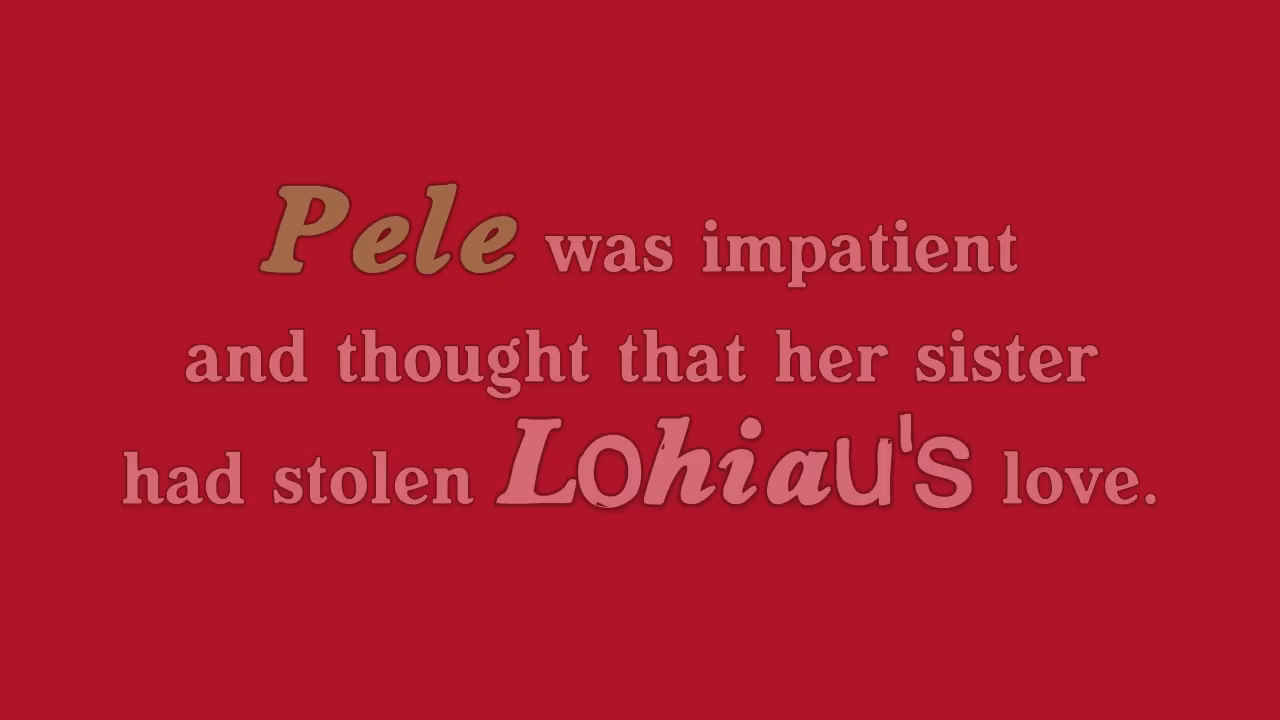 Pele was impatient
and thought that her sister
had stolen Lohiau's love.